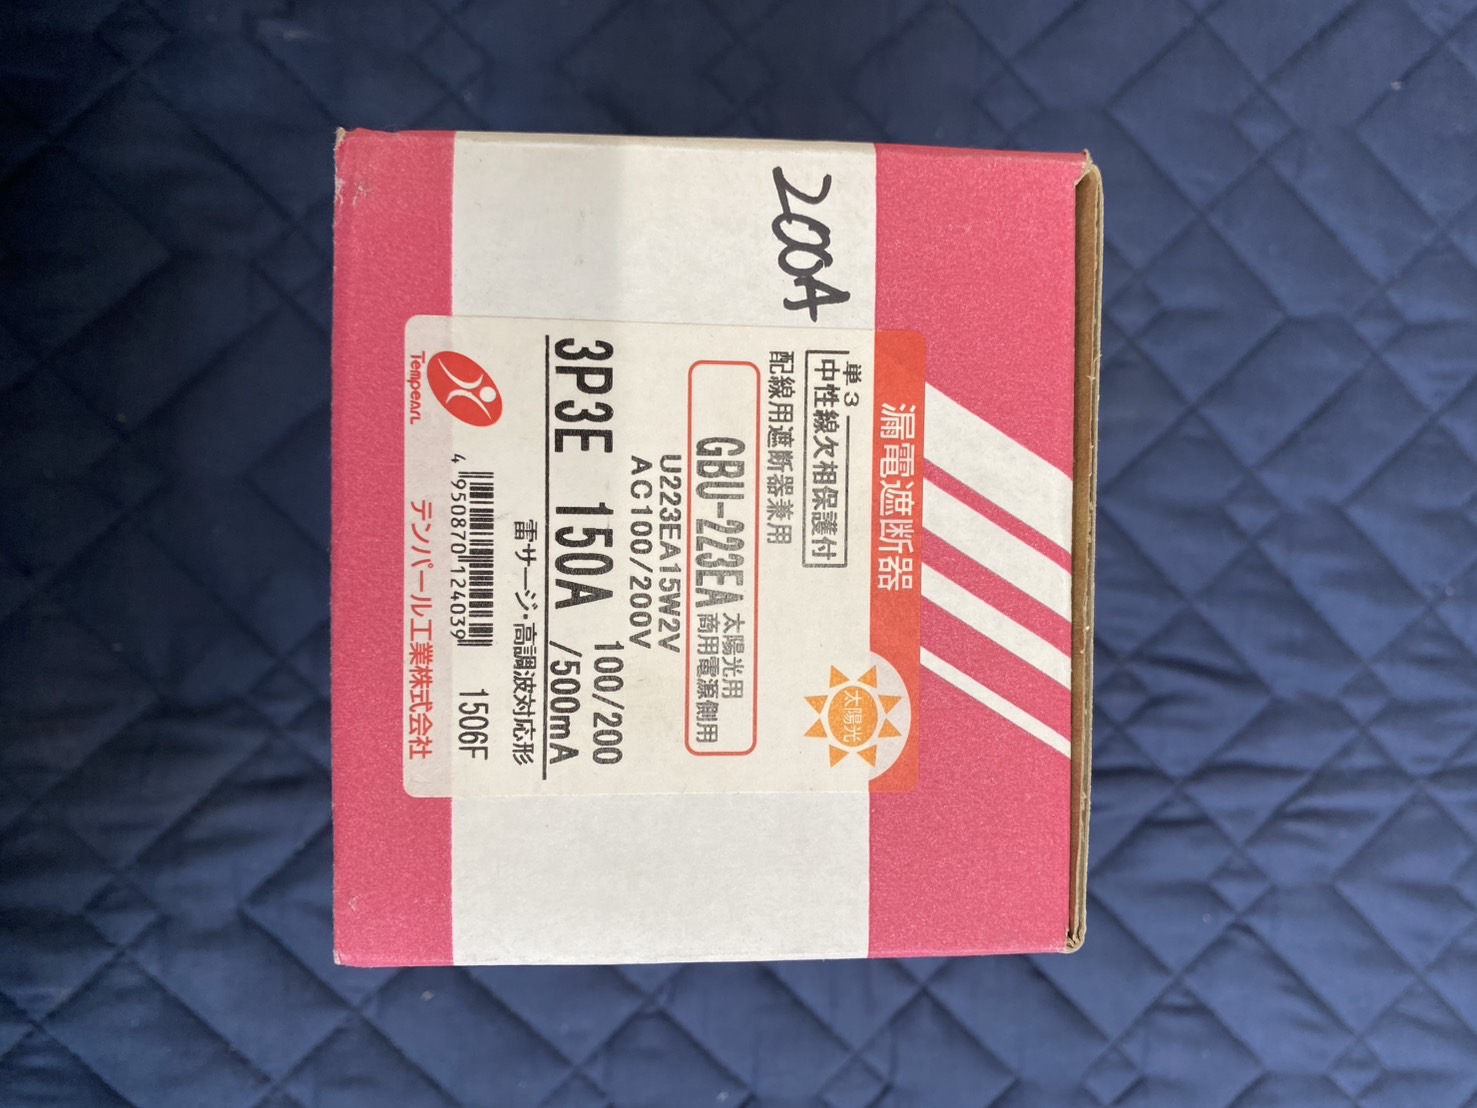 200A
漏電遮断器
単3
中性線欠相保護付
配線用遮断器兼用
太陽光
GBU-223EA
太陽光用
商用電源側用
U223EA15W2V
AC100/200V
3P3E 150A
100/200
/500mA
雷サージ・高調波対応形
4 950870 124039
1506F
Tempearl
テンパール工業株式会社